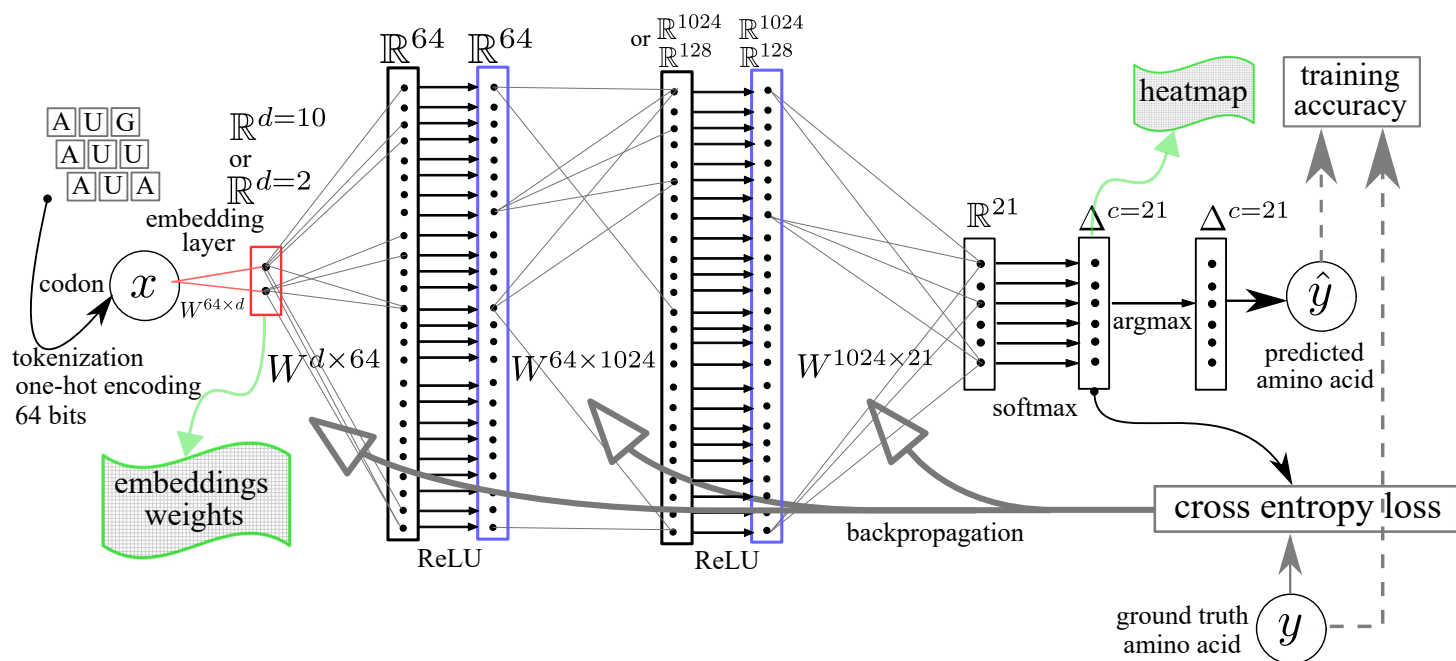 A U G
A U U
A U A
tokenization
one-hot encoding
64 bits
codon
x
ℝ^{d=10}
or
ℝ^{d=2}
embedding
layer
W^{64×d}
embeddings
weights
W^{d×64}
ℝ^{64}
ℝ^{64}
ReLU
W^{64×1024}
or ℝ^{1024}
ℝ^{128}
ℝ^{1024}
ℝ^{128}
ReLU
W^{1024×21}
backpropagation
ℝ^{21}
softmax
Δ^{c=21}
heatmap
argmax
Δ^{c=21}
ŷ
predicted
amino acid
training
accuracy
cross entropy loss
ground truth
amino acid
y